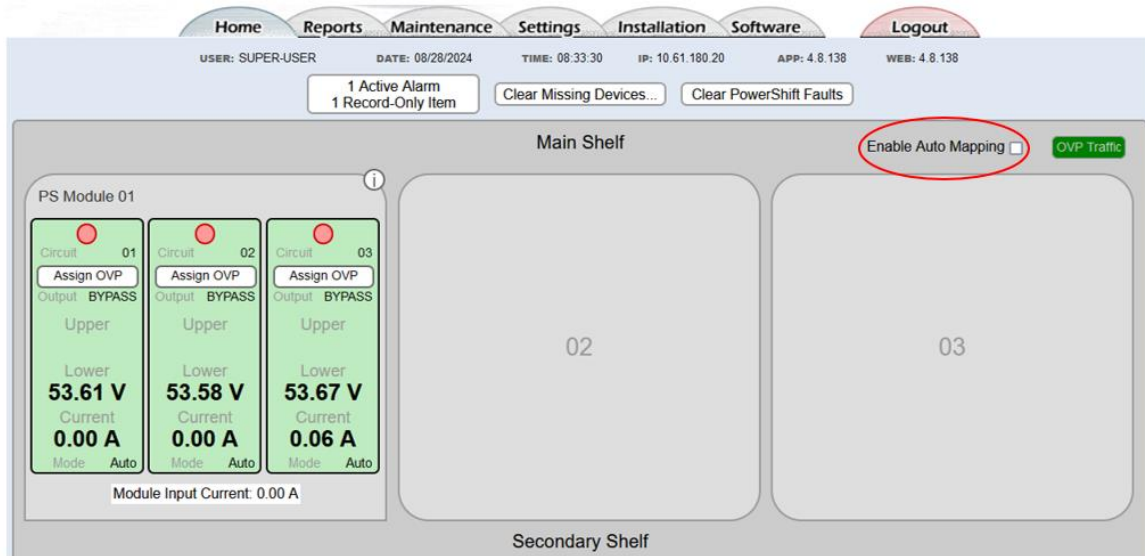 Home Reports Maintenance Settings Installation Software Logout
USER: SUPER-USER DATE: 08/28/2024 TIME: 08:33:30 IP: 10.61.180.20 APP: 4.8.138 WEB: 4.8.138
1 Active Alarm
1 Record-Only Item
Clear Missing Devices... Clear PowerShift Faults
Main Shelf Enable Auto Mapping OVP Traffic
PS Module 01 i
Circuit 01 Circuit 02 Circuit 03
Assign OVP Assign OVP Assign OVP
Output BYPASS Output BYPASS Output BYPASS
Upper Upper Upper
02 03
Lower Lower Lower
53.61 V 53.58 V 53.67 V
Current Current Current
0.00 A 0.00 A 0.06 A
Mode Auto Mode Auto Mode Auto
Module Input Current: 0.00 A
Secondary Shelf